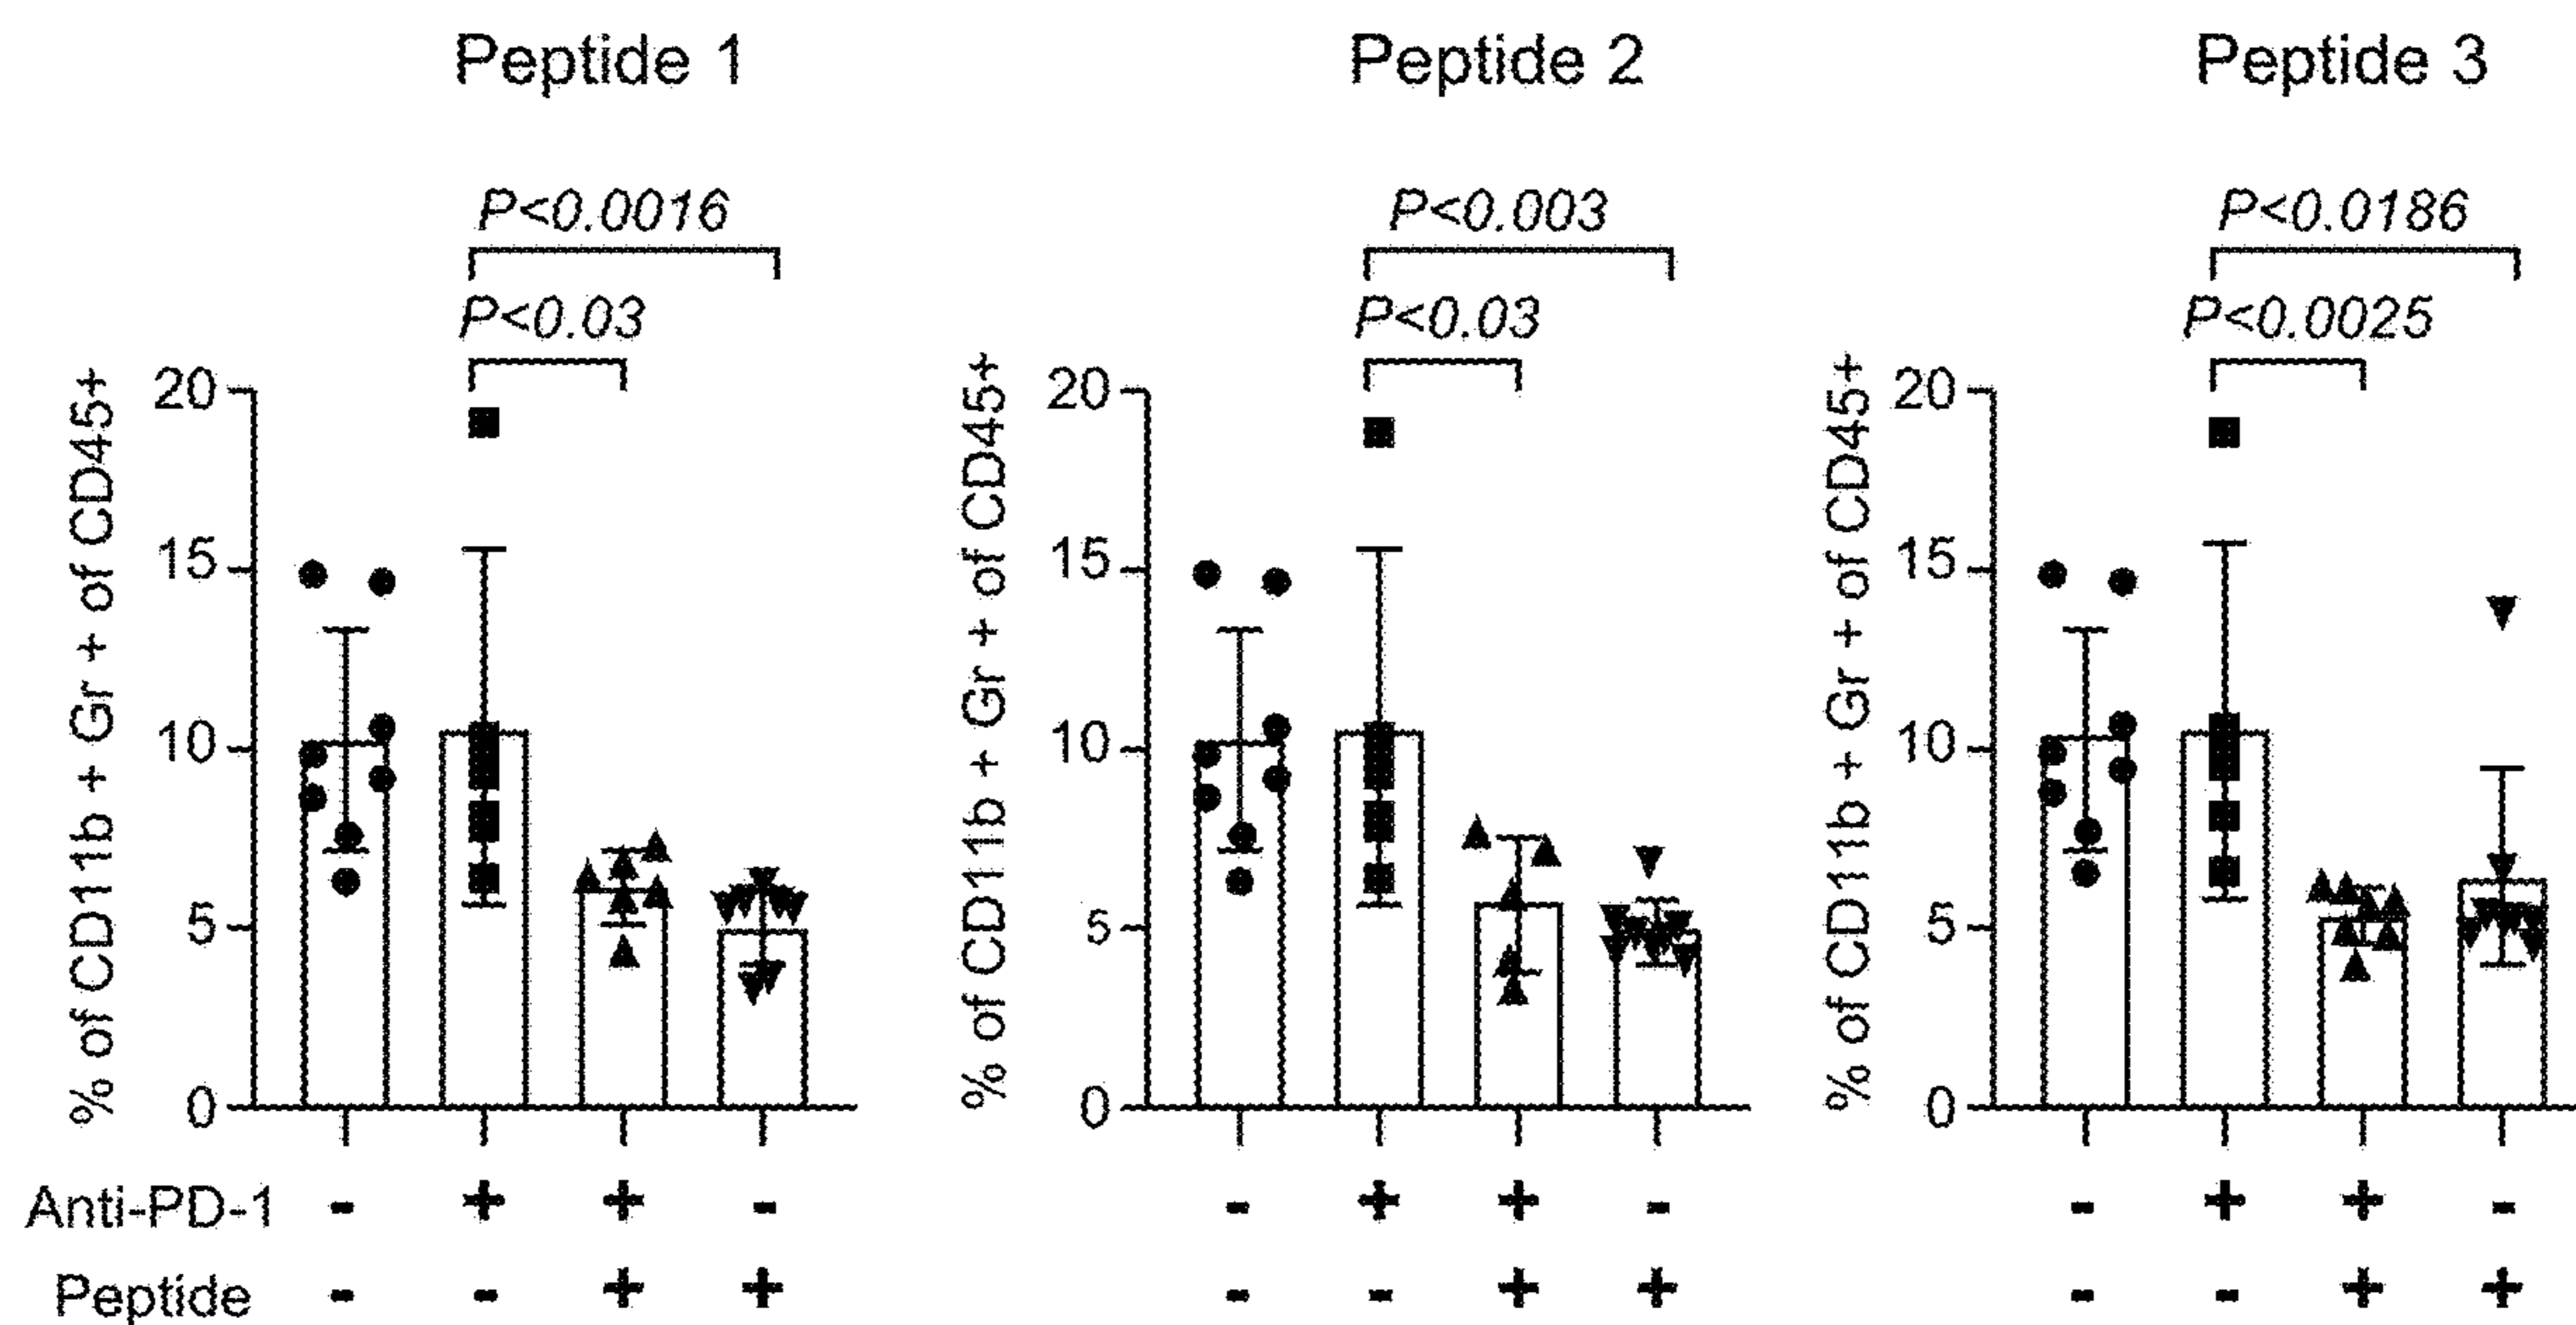 Peptide 1 Peptide 2 Peptide 3
P<0.0016 P<0.003 P<0.0186
P<0.03 P<0.03 P<0.0025
% of CD11b + Gr + of CD45+
20
15
10
5
0
% of CD11b + Gr + of CD45+
20
15
10
5
0
% of CD11b + Gr + of CD45+
20
15
10
5
0
Anti-PD-1 - + + - - + + - - + + -
Peptide - - + + - - + + - - + +